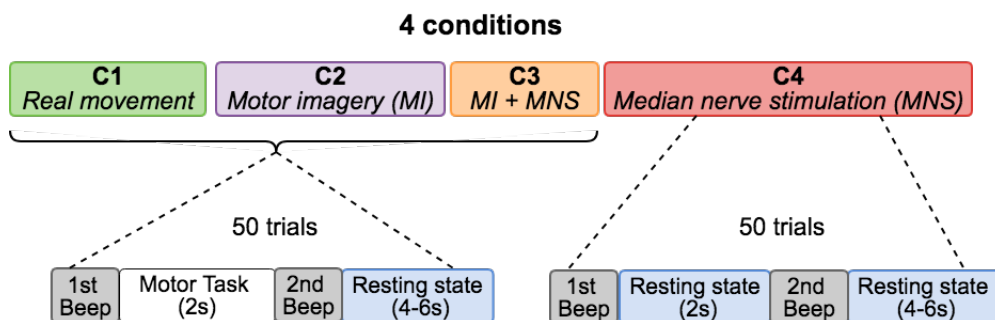 4 conditions
C1
Real movement
C2
Motor imagery (MI)
C3
MI + MNS
C4
Median nerve stimulation (MNS)
50 trials
50 trials
1st
Beep
Motor Task
(2s)
2nd
Beep
Resting state
(4-6s)
1st
Beep
Resting state
(2s)
2nd
Beep
Resting state
(4-6s)